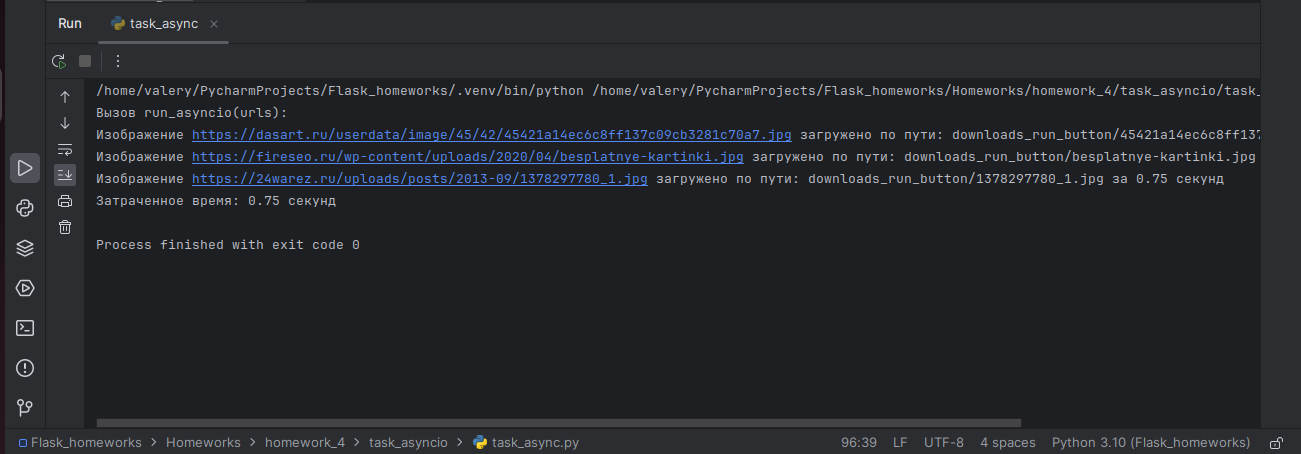 Run task_async
/home/valery/PycharmProjects/Flask_homeworks/.venv/bin/python /home/valery/PycharmProjects/Flask_homeworks/Homeworks/homework_4/task_asyncio/task_
Вызов run_asyncio(urls):
Изображение https://dasart.ru/userdata/image/45/42/45421a14ec6c8ff137c09cb3281c70a7.jpg загружено по пути: downloads_run_button/45421a14ec6c8ff137
Изображение https://fireseo.ru/wp-content/uploads/2020/04/besplatnye-kartinki.jpg загружено по пути: downloads_run_button/besplatnye-kartinki.jpg
Изображение https://24warez.ru/uploads/posts/2013-09/1378297780_1.jpg загружено по пути: downloads_run_button/1378297780_1.jpg за 0.75 секунд
Затраченное время: 0.75 секунд
Process finished with exit code 0
Flask_homeworks > Homeworks > homework_4 > task_asyncio > task_async.py 96:39 LF UTF-8 4 spaces Python 3.10 (Flask_homeworks)